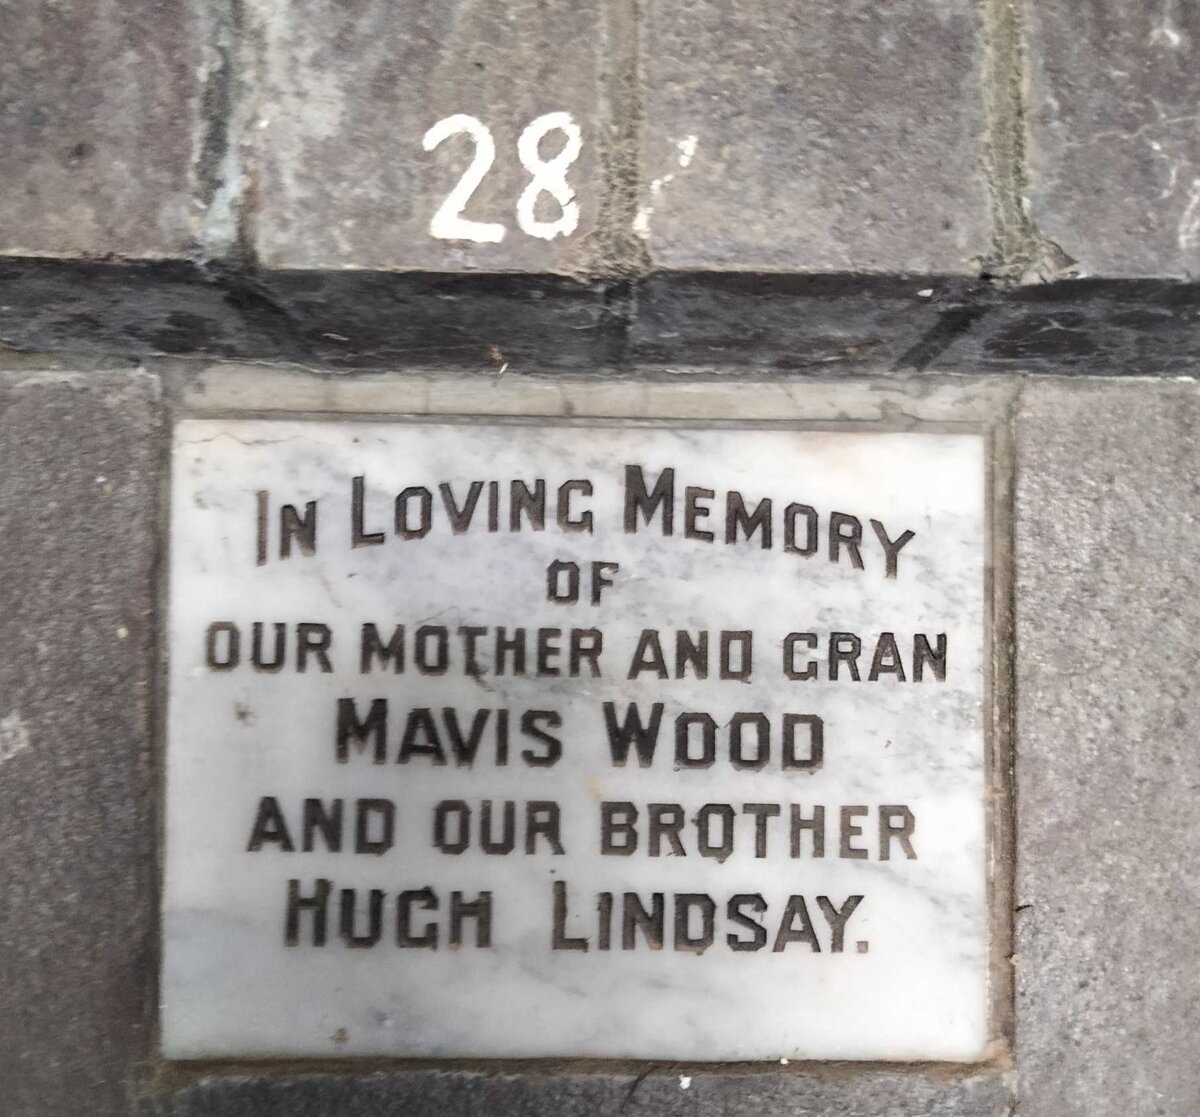 28
IN LOVING MEMORY
OF
OUR MOTHER AND GRAN
MAVIS WOOD
AND OUR BROTHER
HUGH LINDSAY.